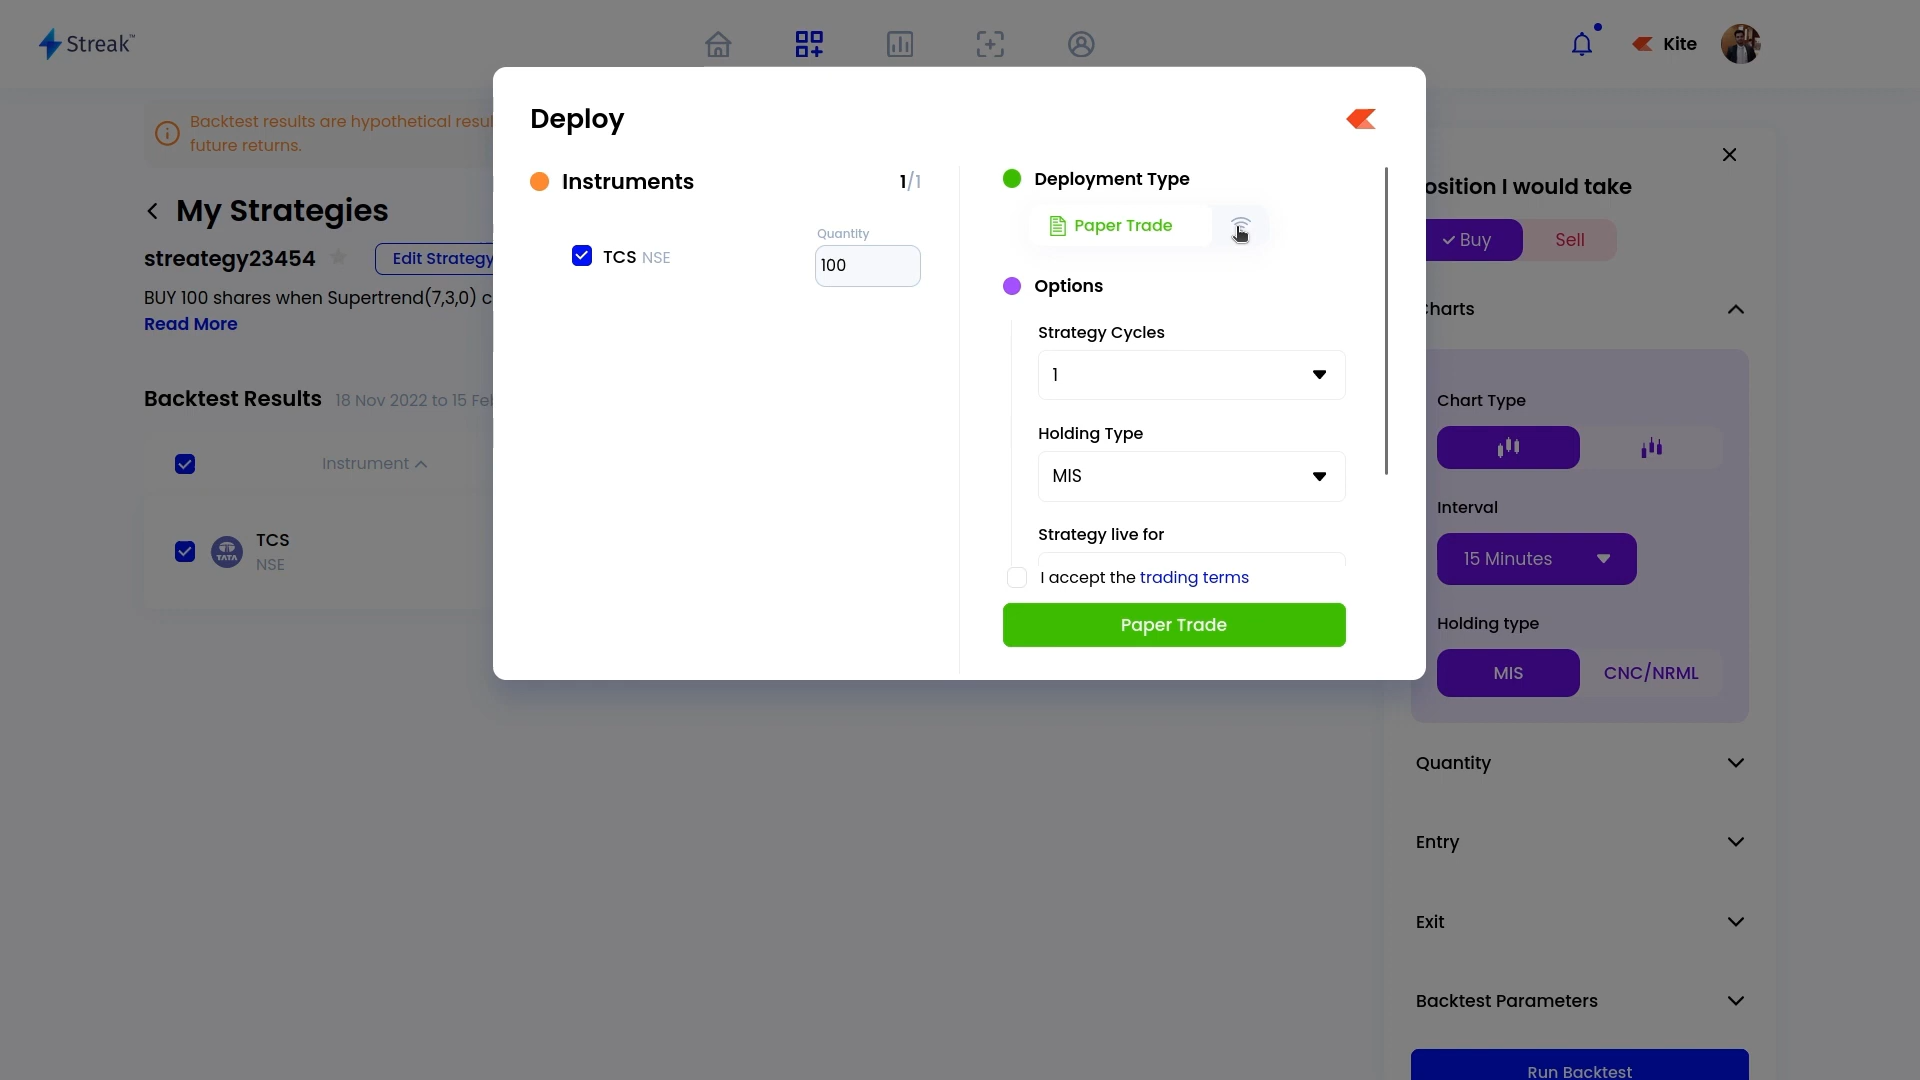 Streak™
Kite
Backtest results are hypothetical resul
future returns.
My Strategies
streategy23454
Edit Strategy
BUY 100 shares when Supertrend(7,3,0) c
Read More
Backtest Results 18 Nov 2022 to 15 Feb
Instrument
TCS
NSE
TATA
Deploy
Instruments
1/1
TCS NSE
Quantity
100
Deployment Type
Paper Trade
Options
Strategy Cycles
1
Holding Type
MIS
Strategy live for
I accept the trading terms
Paper Trade
osition I would take
Buy
Sell
Charts
Chart Type
Interval
15 Minutes
Holding type
MIS
CNC/NRML
Quantity
Entry
Exit
Backtest Parameters
Run Backtest